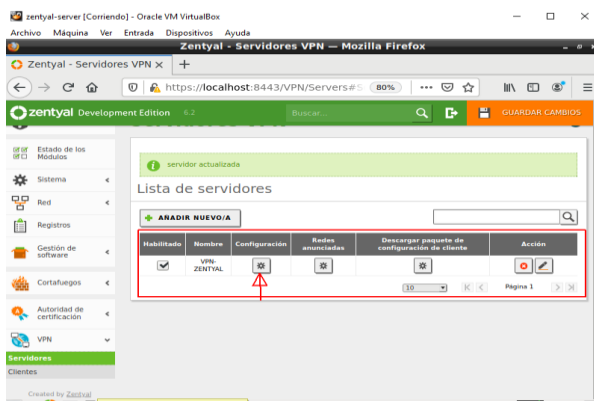 zentyal-server [Corriendo] - Oracle VM VirtualBox
Archivo Máquina Ver Entrada Dispositivos Ayuda
Zentyal - Servidores VPN — Mozilla Firefox
Zentyal - Servidores VPN
https://localhost:8443/VPN/Servers#S 80%
zentyal Development Edition 6.2 Buscar... GUARDAR CAMBIOS
Estado de los
Módulos
Sistema
Red
Registros
Gestión de
software
Cortafuegos
Autoridad de
certificación
VPN
Servidores
Clientes
Created by Zentyal
servidor actualizada
Lista de servidores
AÑADIR NUEVO/A
Habilitado Nombre Configuración Redes anunciadas Descargar paquete de configuración de cliente Acción
VPN-
ZENTYAL
10 Página 1